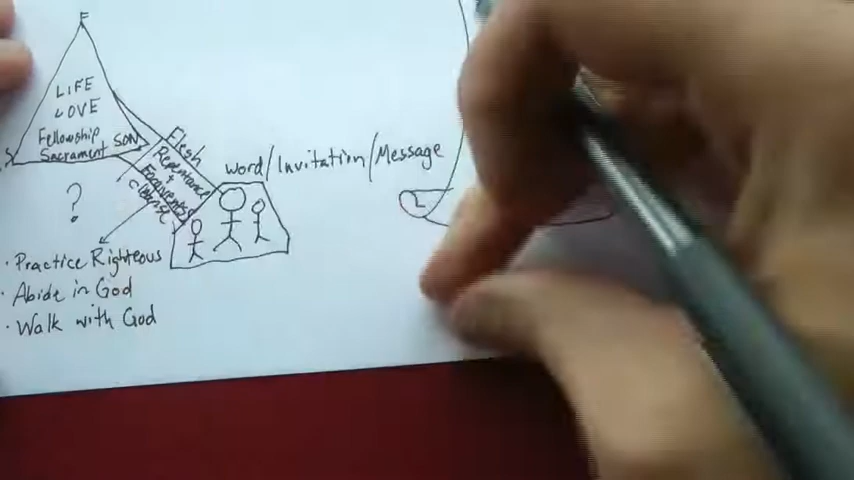 F
LIFE
LOVE
Fellowship SON
Sacrament
S
?
Flesh
Repentance
+
Forgiveness
Cleanse
word/Invitation/Message
L
· Practice Righteous
· Abide in God
· Walk with God